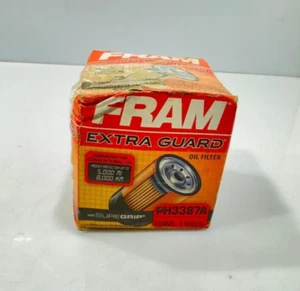 FRAM
EXTRA GUARD
OIL FILTER
5,000 MI
8,000 KM
SUREGRIP
PH3387A